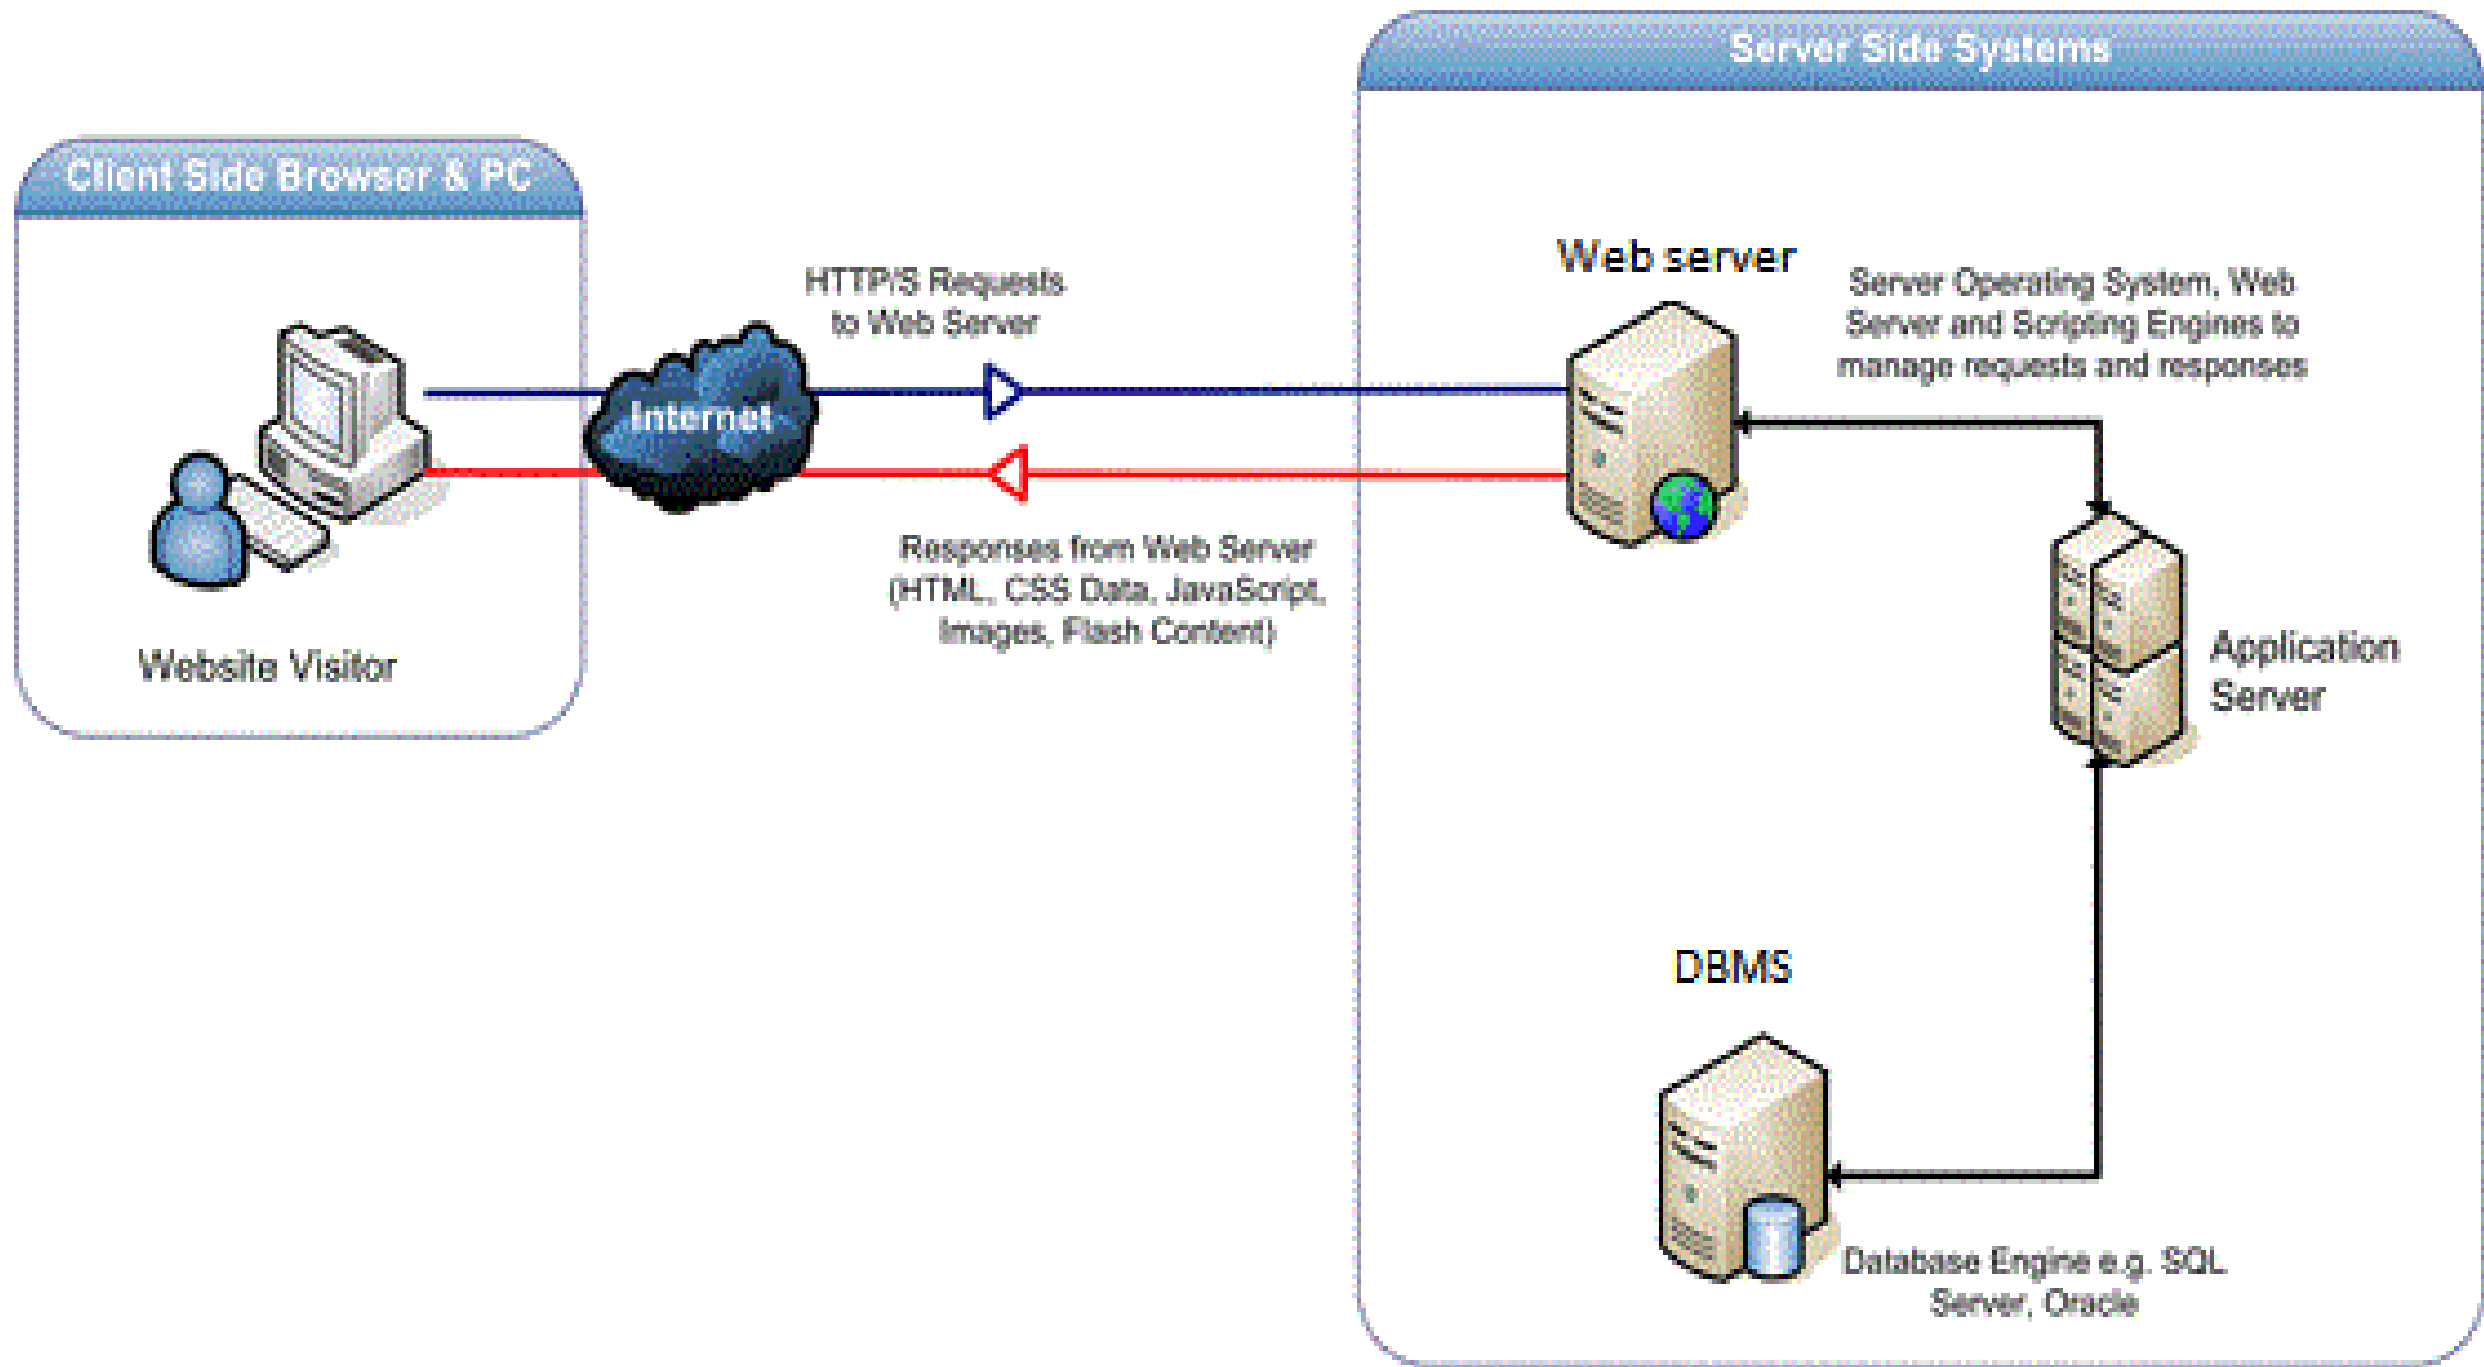 Server Side Systems
Client Side Browser & PC
Web server
HTTP/S Requests
to Web Server
Server Operating System, Web
Server and Scripting Engines to
manage requests and responses
Internet
Responses from Web Server
(HTML, CSS Data, JavaScript,
Images, Flash Content)
Website Visitor
Application
Server
DBMS
Database Engine e.g. SQL
Server, Oracle